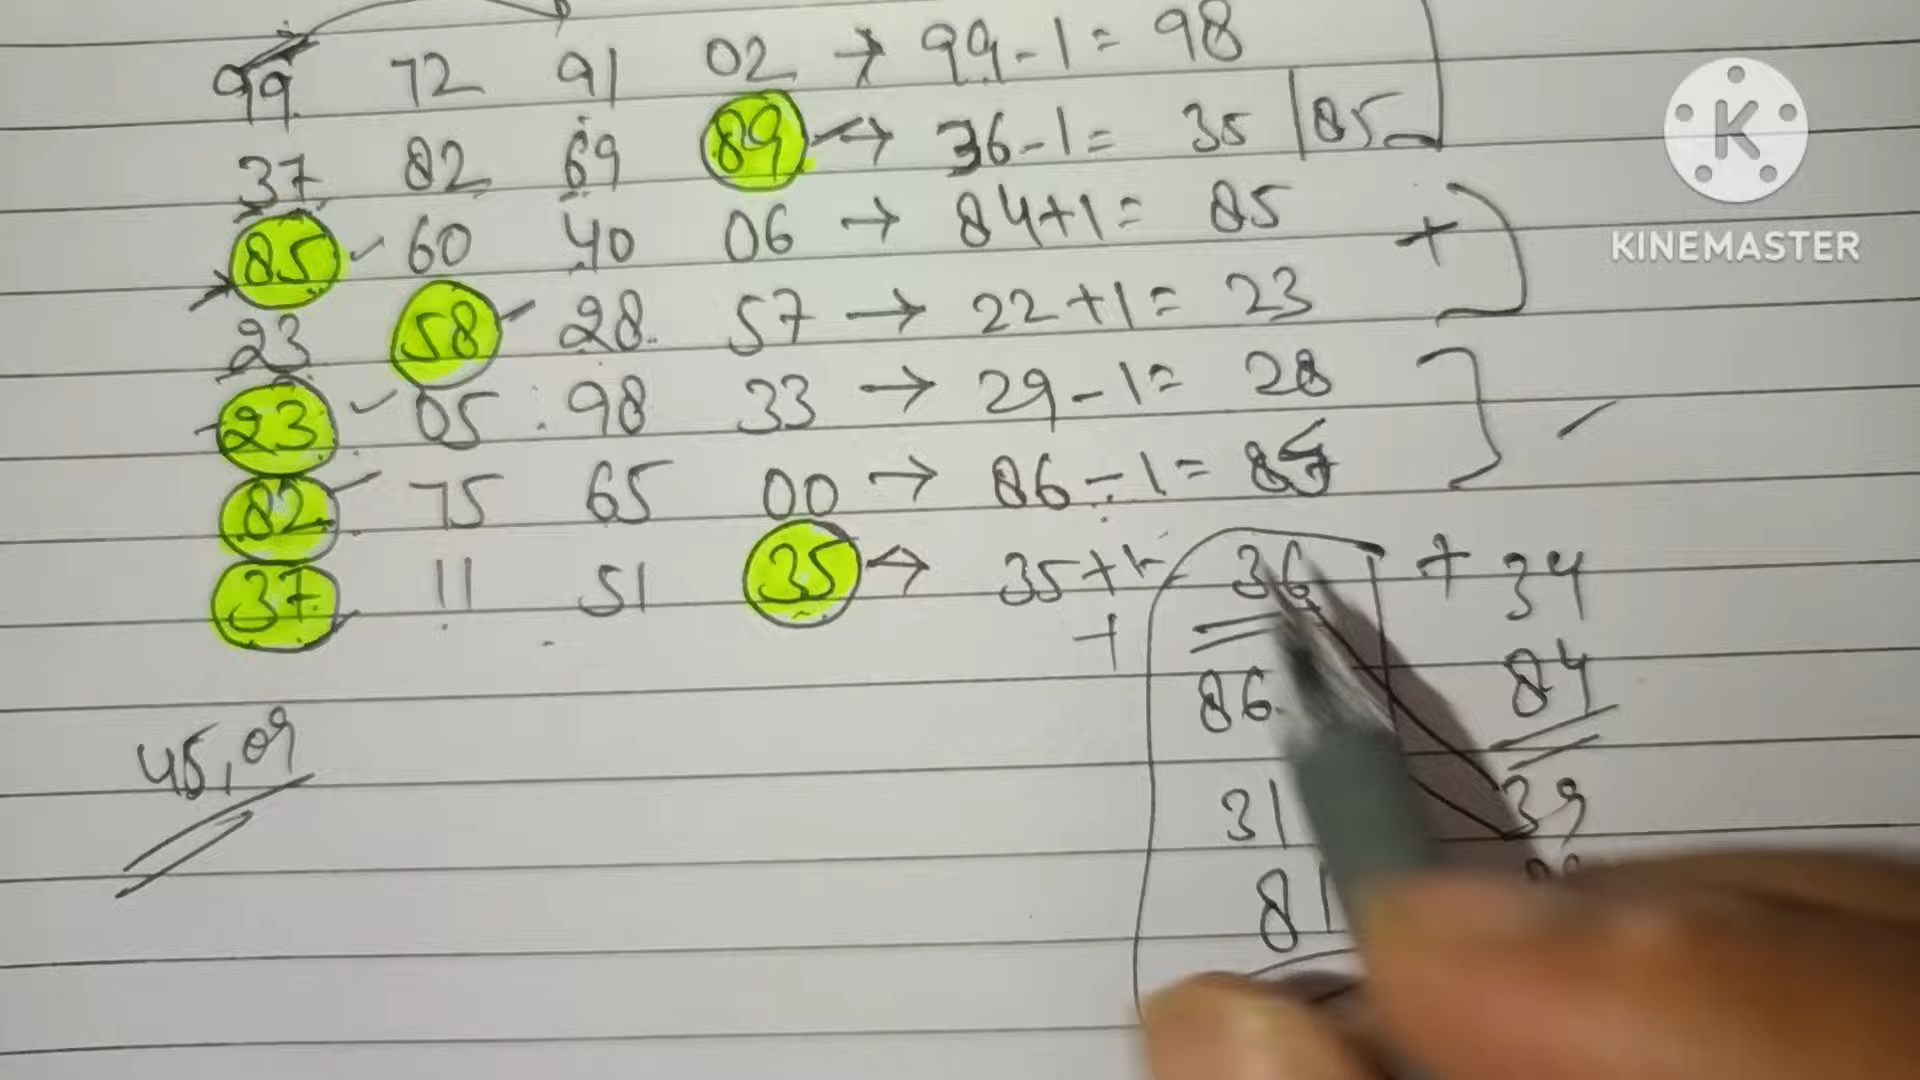 99 72 91 02 → 99-1= 98
37 82 69 89 → 36-1= 35 |85
85 60 40 06 → 84+1= 85 +
23 58 28 57 → 22+1= 23
23 05 98 33 → 29-1= 28 -
82 75 65 00 → 86-1= 85
37 11 51 35 → 35+1= 36 + 34
+
86 84
45,09
31 39
81
K
KINEMASTER